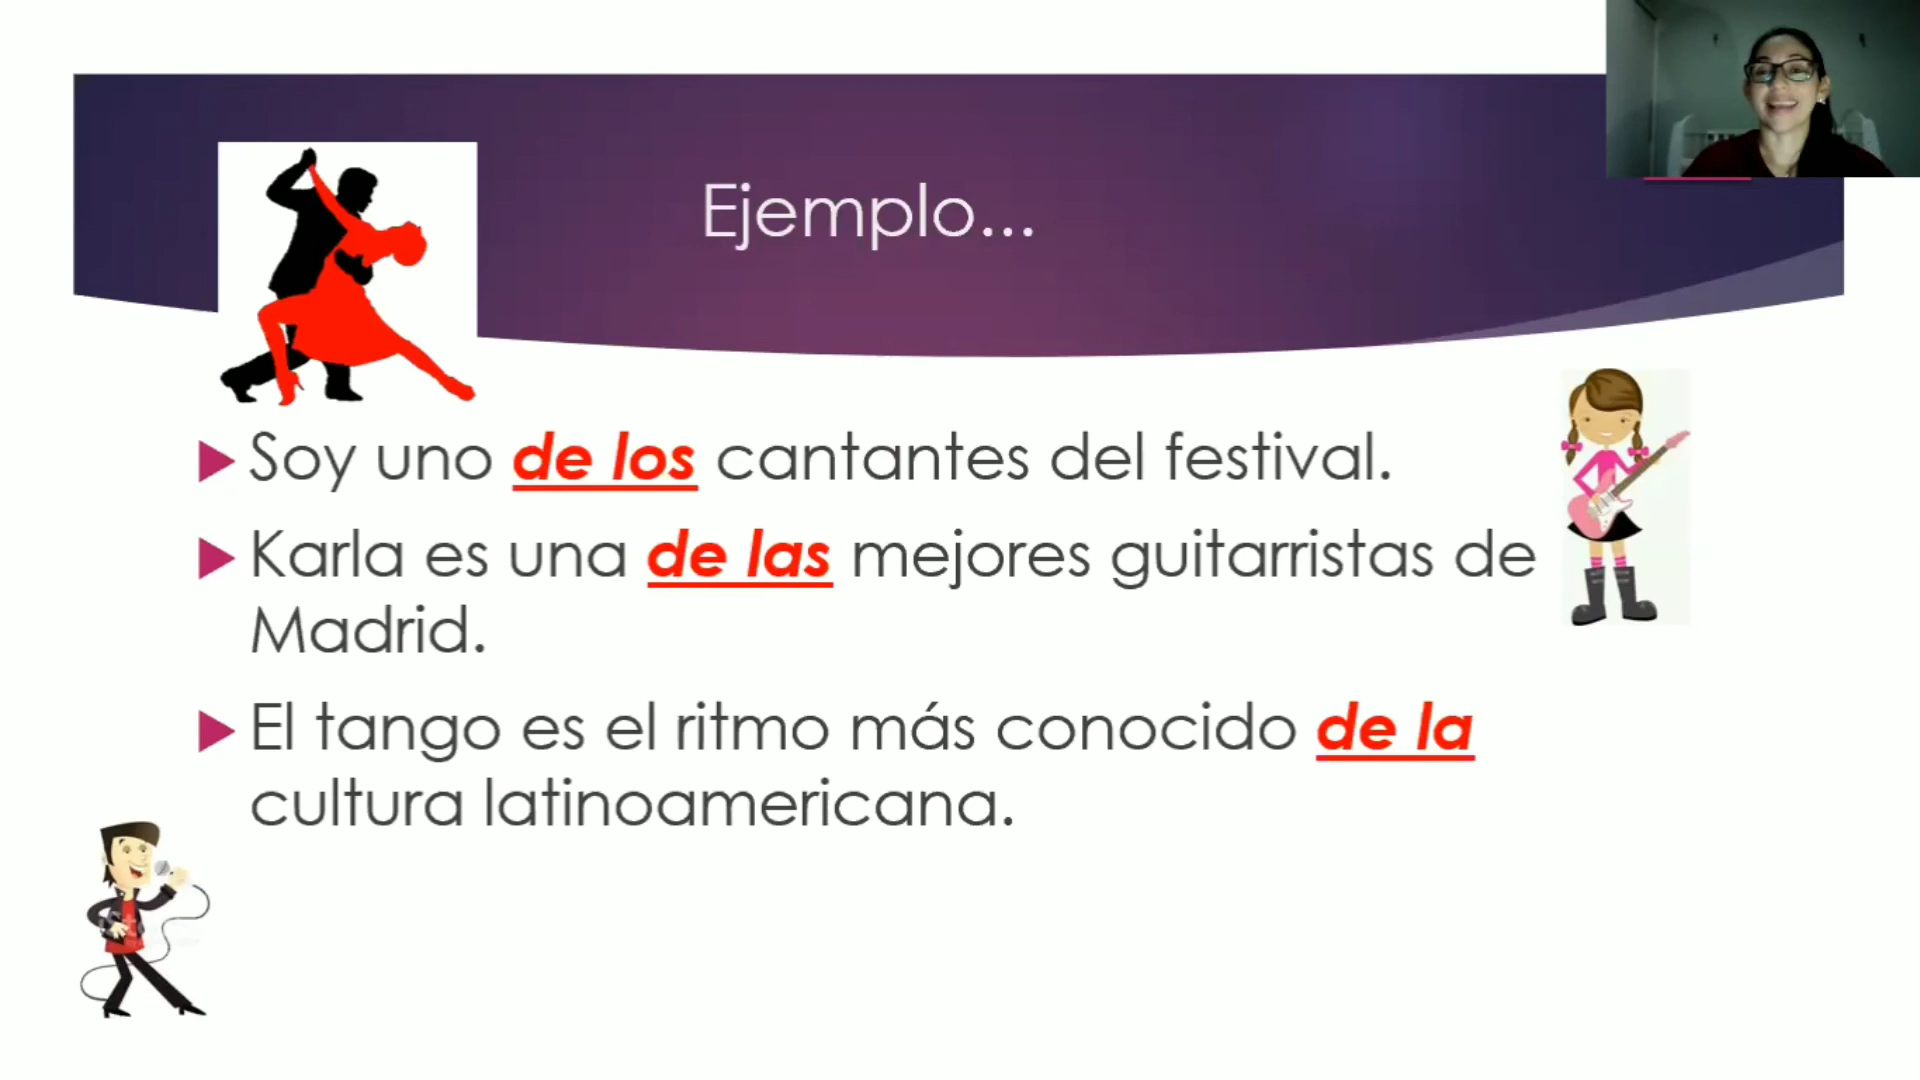 Ejemplo...
Soy uno de los cantantes del festival.
Karla es una de las mejores guitarristas de
Madrid.
El tango es el ritmo más conocido de la
cultura latinoamericana.